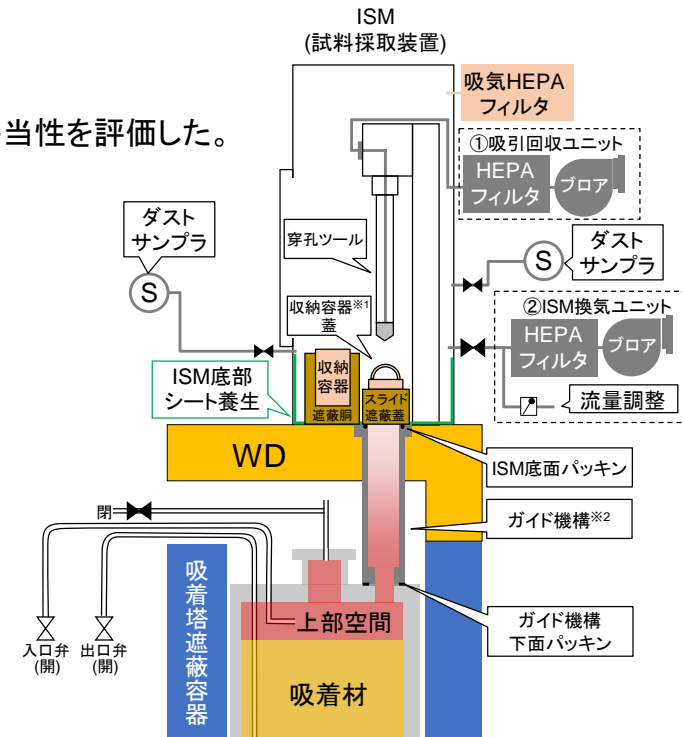 ISM
(試料採取装置)
吸気HEPA
フィルタ
当性を評価した。
①吸引回収ユニット
HEPA
フィルタ
ブロア
ダスト
サンプラ
S
穿孔ツール
ダスト
サンプラ
S
収納容器※1
蓋
②ISM換気ユニット
HEPA
フィルタ
ブロア
ISM底部
シート養生
収納
容器
遮蔽胴
スライド
遮蔽蓋
流量調整
WD
ISM底面パッキン
閉
ガイド機構※2
吸着塔遮蔽容器
上部空間
ガイド機構
下面パッキン
入口弁
(開)
出口弁
(開)
吸着材